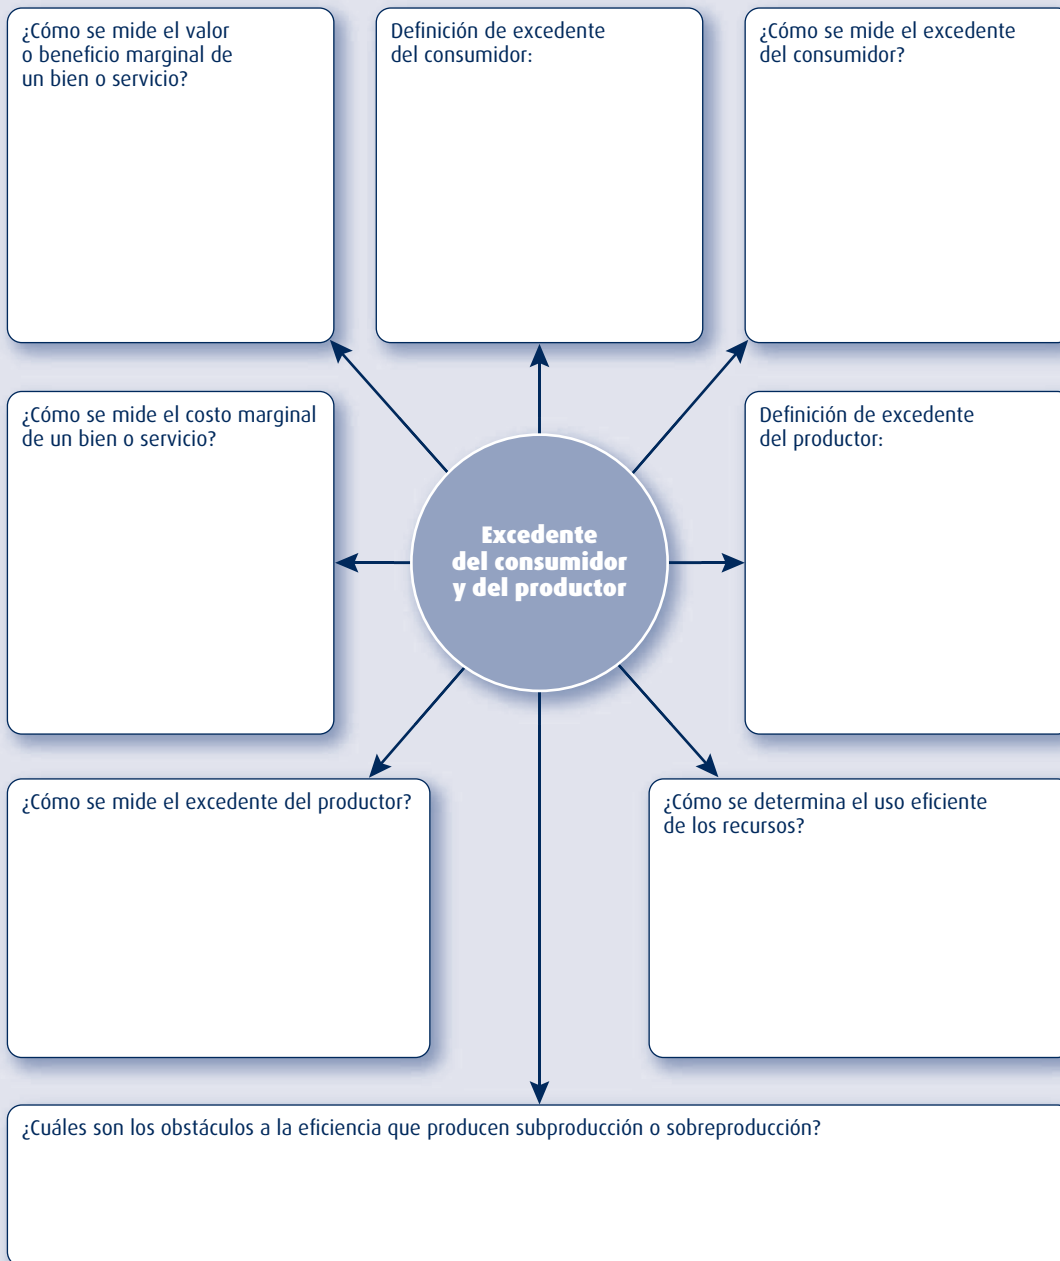 ¿Cómo se mide el valor
o beneficio marginal de
un bien o servicio?
Definición de excedente
del consumidor:
¿Cómo se mide el excedente
del consumidor?
¿Cómo se mide el costo marginal
de un bien o servicio?
Excedente
del consumidor
y del productor
Definición de excedente
del productor:
¿Cómo se mide el excedente del productor?
¿Cómo se determina el uso eficiente
de los recursos?
¿Cuáles son los obstáculos a la eficiencia que producen subproducción o sobreproducción?